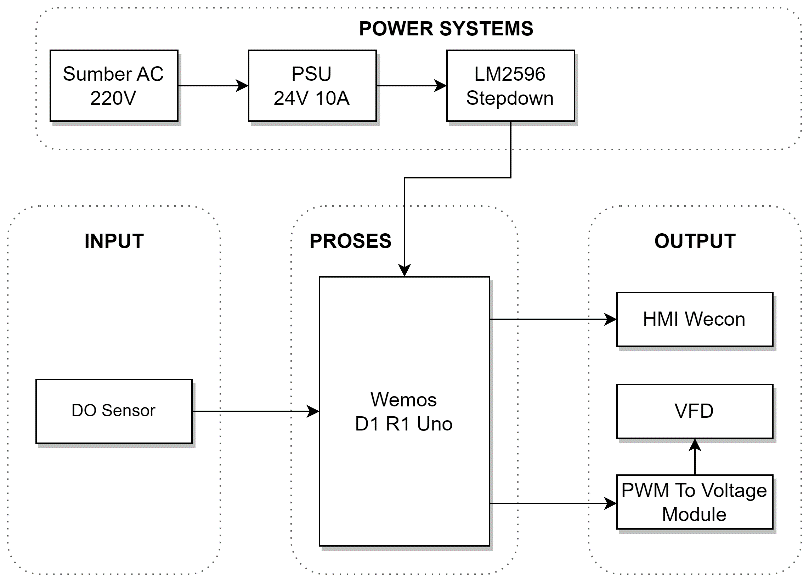 POWER SYSTEMS
Sumber AC
220V
PSU
24V 10A
LM2596
Stepdown
INPUT
DO Sensor
PROSES
Wemos
D1 R1 Uno
OUTPUT
HMI Wecon
VFD
PWM To Voltage
Module